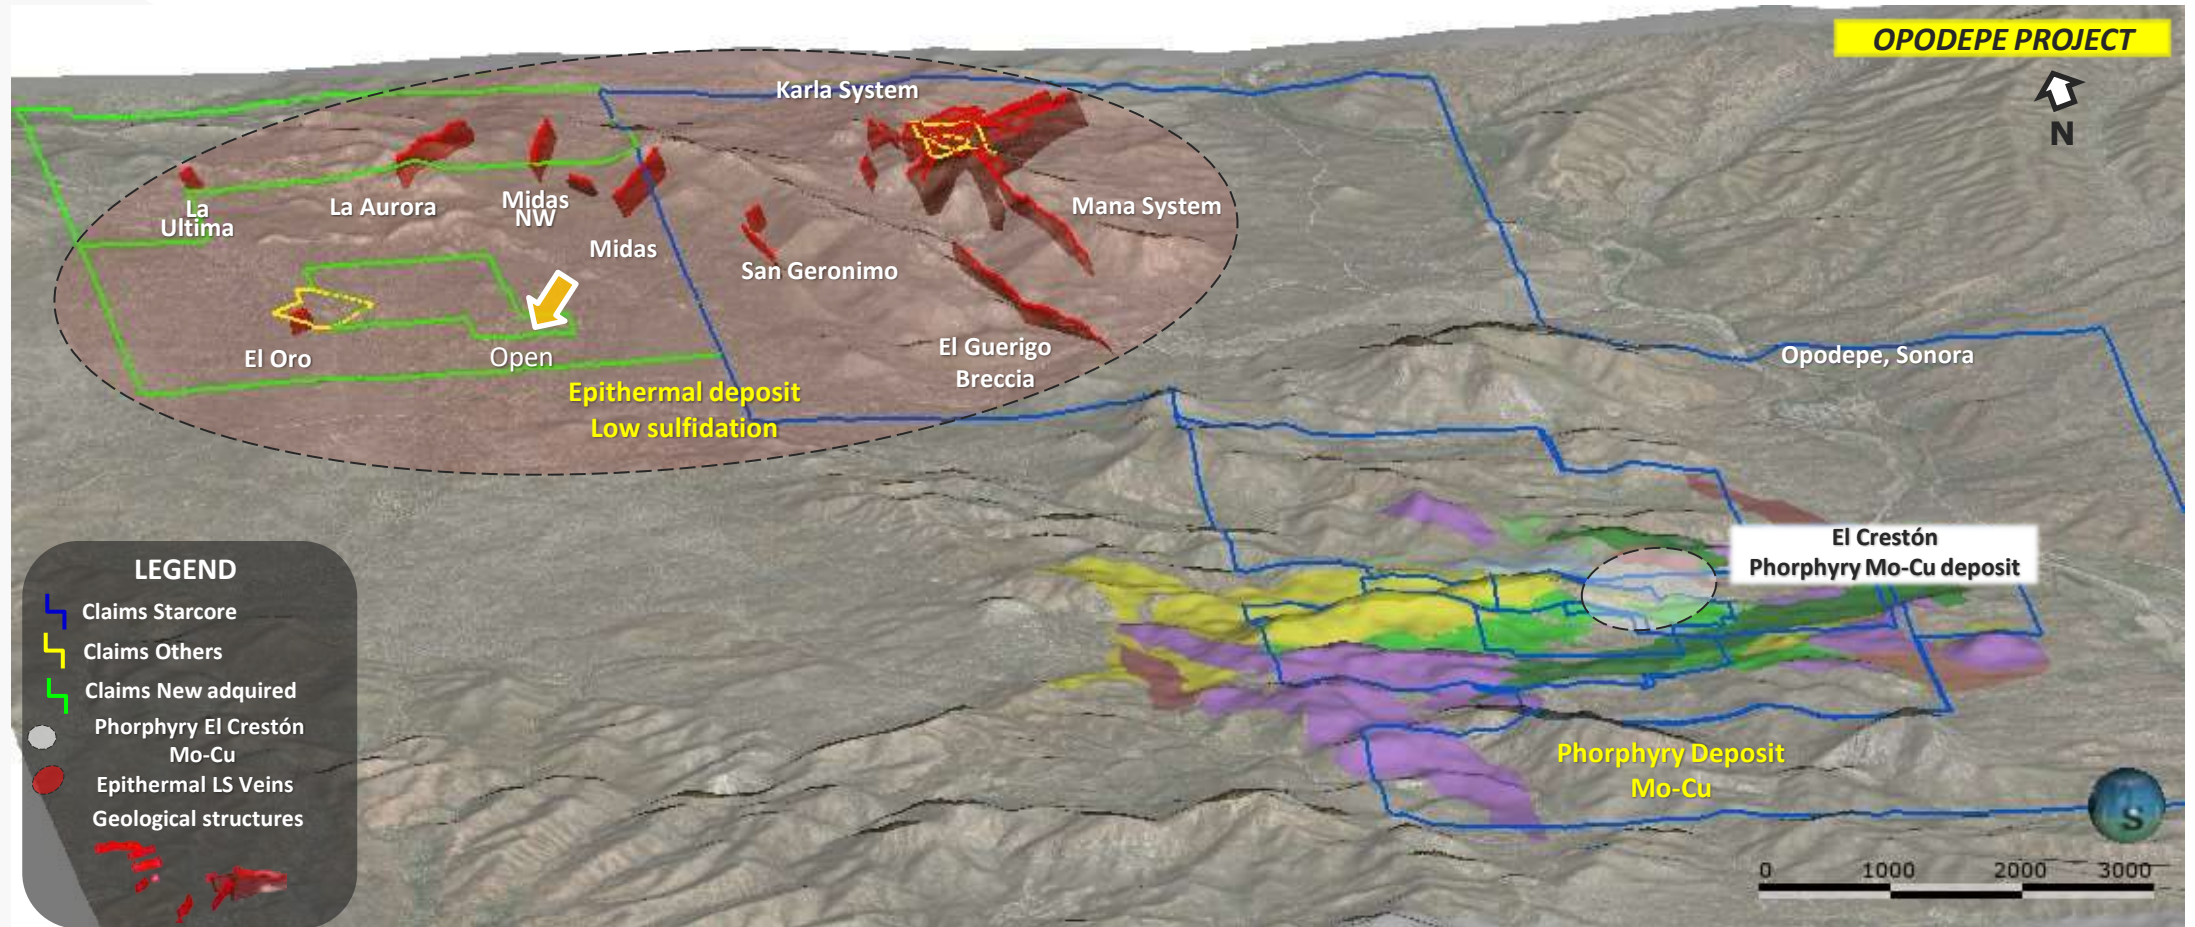 OPODEPE PROJECT
N
Karla System
La
Ultima
La Aurora
Midas
NW
Midas
San Geronimo
Mana System
El Oro
Open
El Guerigo
Breccia
Epithermal deposit
Low sulfidation
Opodepe, Sonora
El Crestón
Phorphyry Mo-Cu deposit
Phorphyry Deposit
Mo-Cu
LEGEND
Claims Starcore
Claims Others
Claims New adquired
Phorphyry El Crestón
Mo-Cu
Epithermal LS Veins
Geological structures
S
0 1000 2000 3000